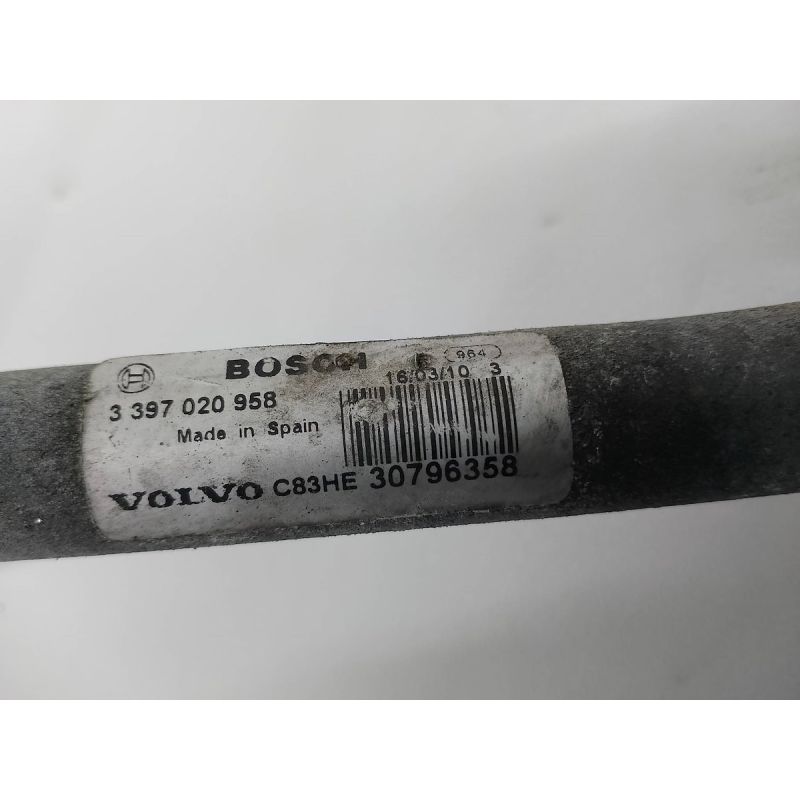 BOSCH E 964
16/03/10 3
3 397 020 958
Made in Spain
VOLVO C83HE 30796358